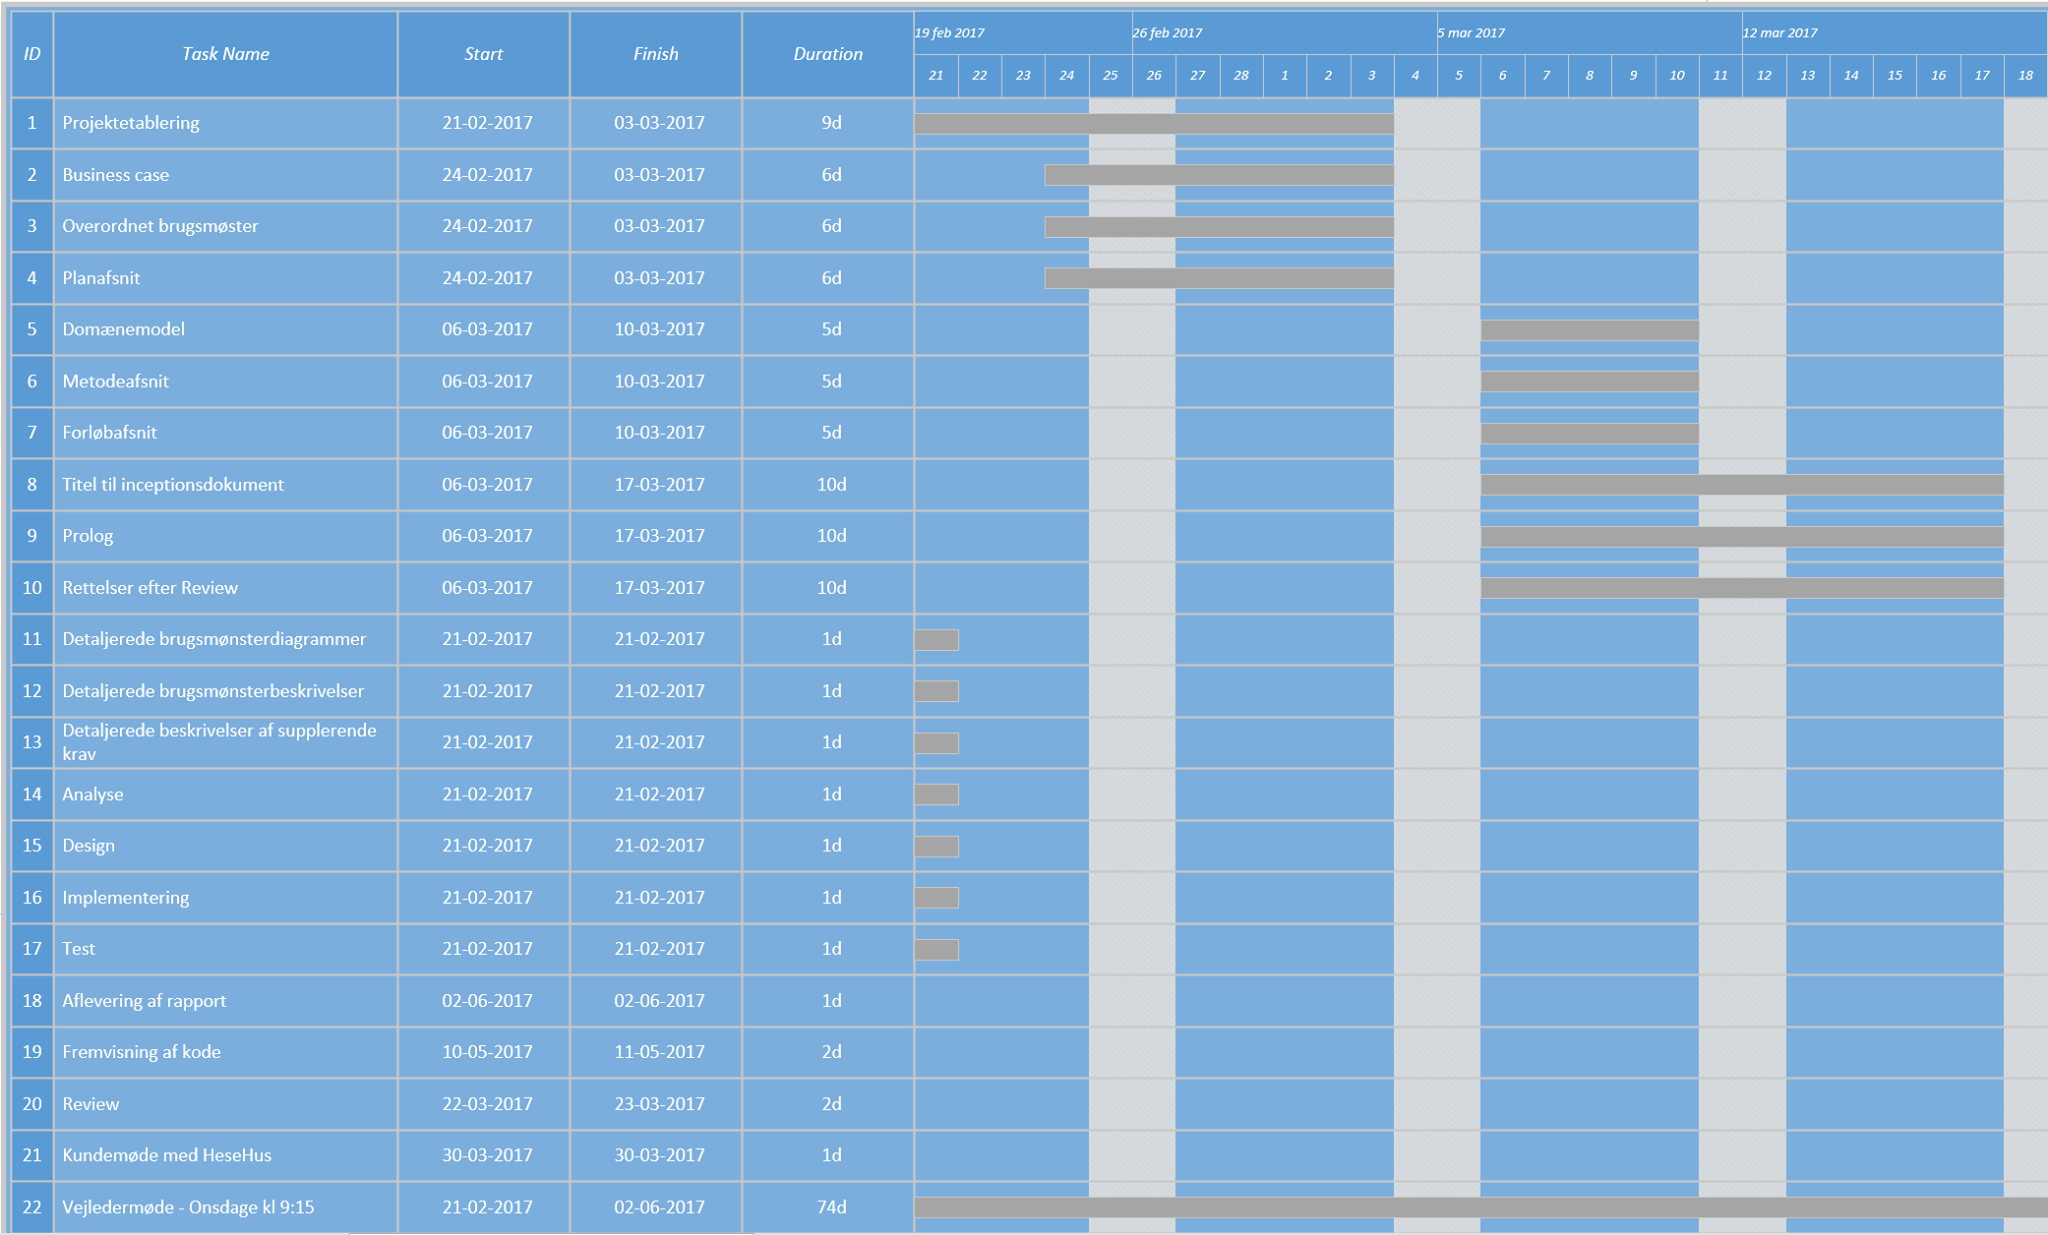 ID Task Name Start Finish Duration 19 feb 2017 26 feb 2017 5 mar 2017 12 mar 2017
21 22 23 24 25 26 27 28 1 2 3 4 5 6 7 8 9 10 11 12 13 14 15 16 17 18
1 Projektetablering 21-02-2017 03-03-2017 9d
2 Business case 24-02-2017 03-03-2017 6d
3 Overordnet brugsmøster 24-02-2017 03-03-2017 6d
4 Planafsnit 24-02-2017 03-03-2017 6d
5 Domænemodel 06-03-2017 10-03-2017 5d
6 Metodeafsnit 06-03-2017 10-03-2017 5d
7 Forløbafsnit 06-03-2017 10-03-2017 5d
8 Titel til inceptionsdokument 06-03-2017 17-03-2017 10d
9 Prolog 06-03-2017 17-03-2017 10d
10 Rettelser efter Review 06-03-2017 17-03-2017 10d
11 Detaljerede brugsmønsterdiagrammer 21-02-2017 21-02-2017 1d
12 Detaljerede brugsmønsterbeskrivelser 21-02-2017 21-02-2017 1d
13 Detaljerede beskrivelser af supplerende
krav 21-02-2017 21-02-2017 1d
14 Analyse 21-02-2017 21-02-2017 1d
15 Design 21-02-2017 21-02-2017 1d
16 Implementering 21-02-2017 21-02-2017 1d
17 Test 21-02-2017 21-02-2017 1d
18 Aflevering af rapport 02-06-2017 02-06-2017 1d
19 Fremvisning af kode 10-05-2017 11-05-2017 2d
20 Review 22-03-2017 23-03-2017 2d
21 Kundemøde med HeseHus 30-03-2017 30-03-2017 1d
22 Vejledermøde - Onsdage kl 9:15 21-02-2017 02-06-2017 74d